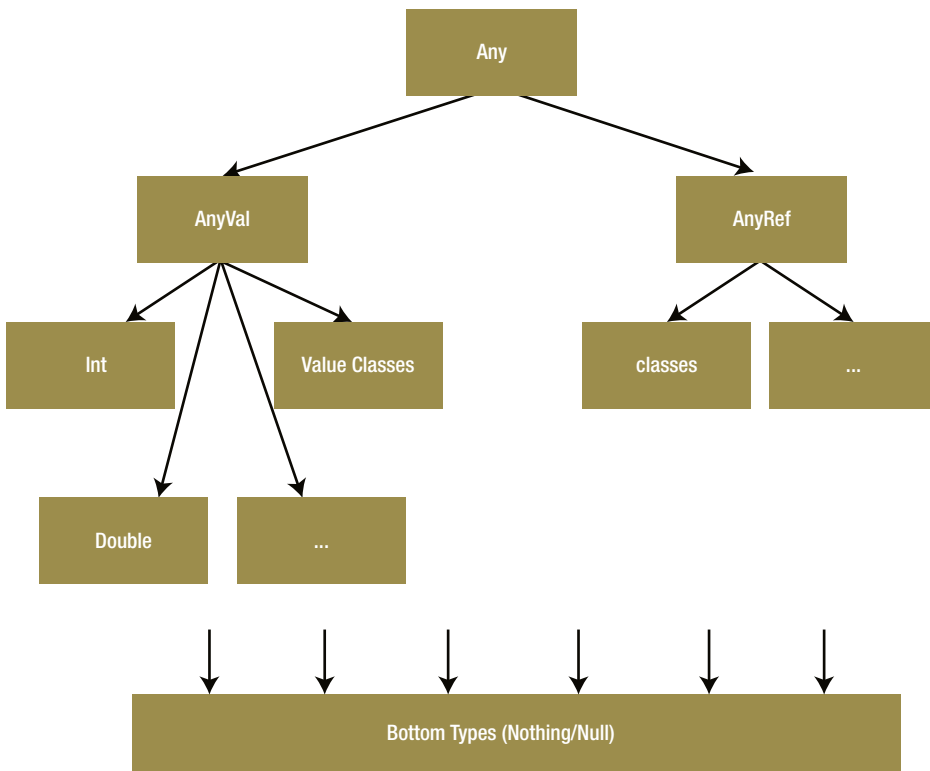 Any
AnyVal
AnyRef
Int
Value Classes
classes
...
Double
...
Bottom Types (Nothing/Null)